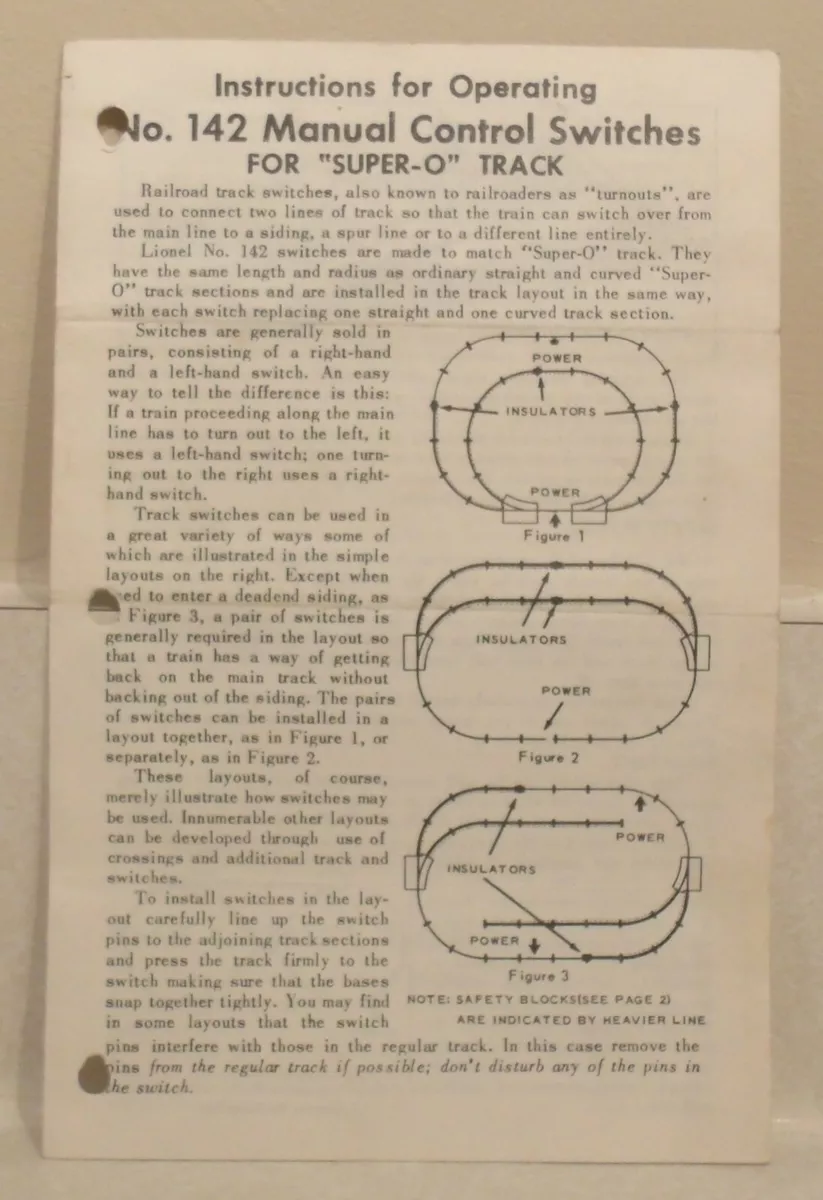 Instructions for Operating
No. 142 Manual Control Switches
FOR "SUPER-O" TRACK
Railroad track switches, also known to railroaders as "turnouts", are
used to connect two lines of track so that the train can switch over from
the main line to a siding, a spur line or to a different line entirely.
Lionel No. 142 switches are made to match "Super-O" track. They
have the same length and radius as ordinary straight and curved "Super-
O" track sections and are installed in the track layout in the same way,
with each switch replacing one straight and one curved track section.
Switches are generally sold in
pairs, consisting of a right-hand
and a left-hand switch. An easy
way to tell the difference is this:
If a train proceeding along the main
line has to turn out to the left, it
uses a left-hand switch; one turn-
ing out to the right uses a right-
hand switch.
Track switches can be used in
a great variety of ways some of
which are illustrated in the simple
layouts on the right. Except when
ed to enter a deadend siding, as
Figure 3, a pair of switches is
generally required in the layout so
that a train has a way of getting
back on the main track without
backing out of the siding. The pairs
of switches can be installed in a
layout together, as in Figure 1, or
separately, as in Figure 2.
These layouts, of course,
merely illustrate how switches may
be used. Innumerable other layouts
can be developed through use of
crossings and additional track and
switches.
To install switches in the lay-
out carefully line up the switch
pins to the adjoining track sections
and press the track firmly to the
switch making sure that the bases
snap together tightly. You may find
in some layouts that the switch
pins interfere with those in the regular track. In this case remove the
pins from the regular track if possible; don't disturb any of the pins in
the switch.
POWER
INSULATORS
POWER
Figure 1
INSULATORS
POWER
Figure 2
POWER
INSULATORS
POWER
Figure 3
NOTE: SAFETY BLOCKS(SEE PAGE 2)
ARE INDICATED BY HEAVIER LINE